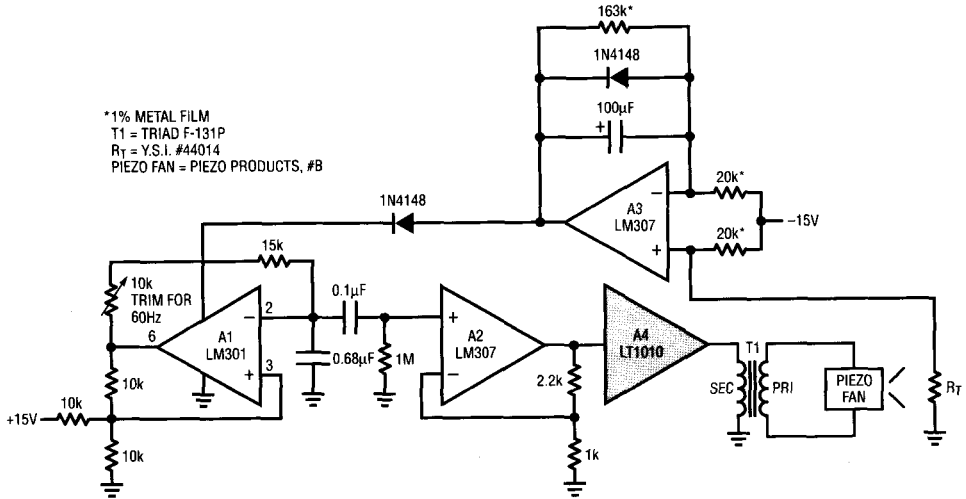 163k*
1N4148
*1% METAL FILM
T1 = TRIAD F-131P
RT = Y.S.I. #44014
PIEZO FAN = PIEZO PRODUCTS, #B
100µF
+
1N4148
−
A3
LM307
+
20k*
20k*
−15V
15k
10k
TRIM FOR
60Hz
6
A1
LM301
2
−
+
3
0.1µF
0.68µF
1M
+
A2
LM307
−
2.2k
1k
A4
LT1010
T1
SEC
PRI
PIEZO
FAN
RT
10k
+15V
10k
10k